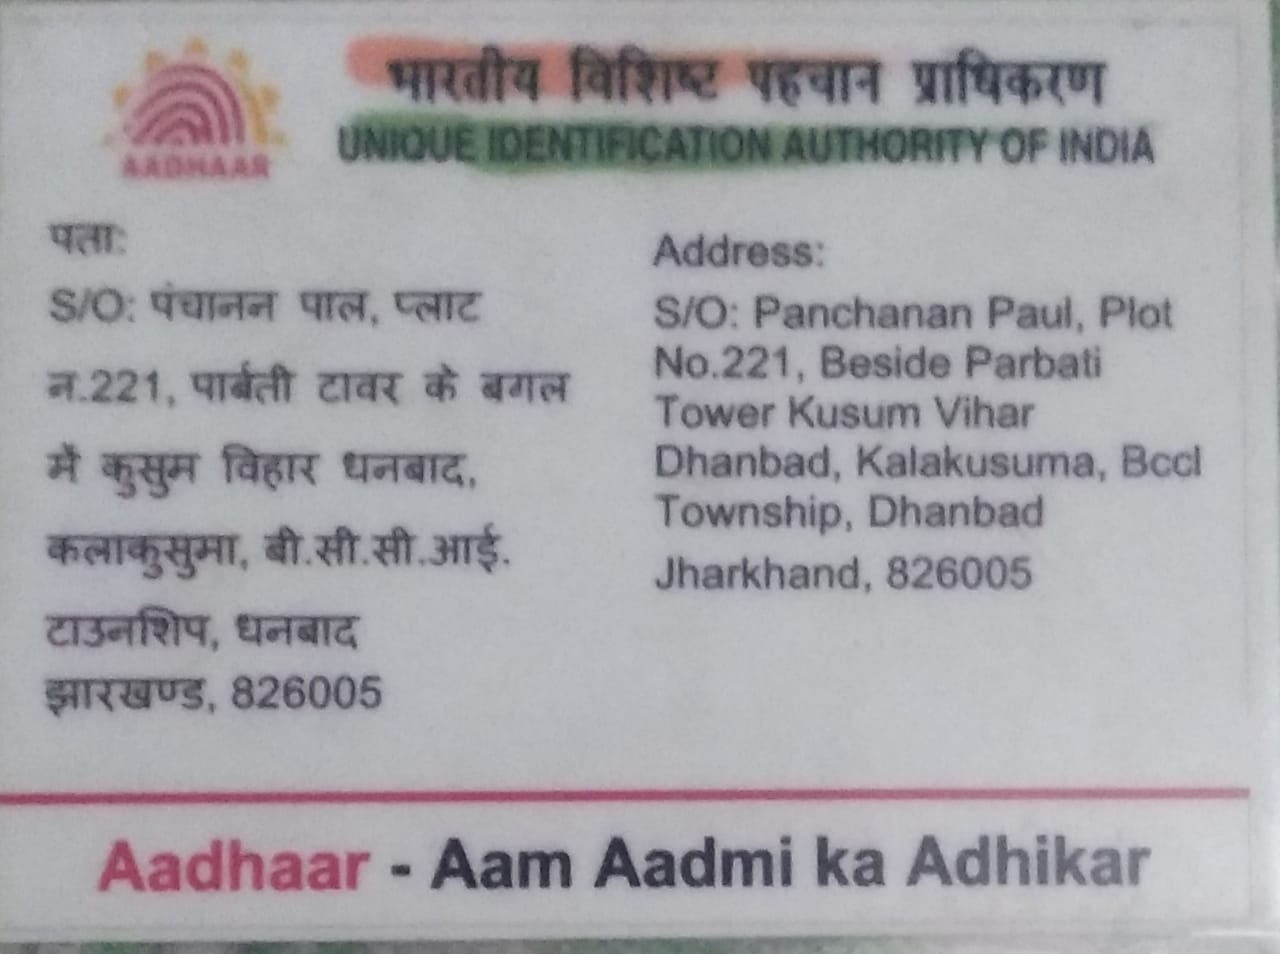 AADHAAR
भारतीय विशिष्ट पहचान प्राधिकरण
UNIQUE IDENTIFICATION AUTHORITY OF INDIA
पता:
S/O: पंचानन पाल, प्लाट
न.221, पार्बती टावर के बगल
में कुसुम विहार धनबाद,
कलाकुसुमा, बी.सी.सी.आई.
टाउनशिप, धनबाद
झारखण्ड, 826005
Address:
S/O: Panchanan Paul, Plot
No.221, Beside Parbati
Tower Kusum Vihar
Dhanbad, Kalakusuma, Bccl
Township, Dhanbad
Jharkhand, 826005
Aadhaar - Aam Aadmi ka Adhikar